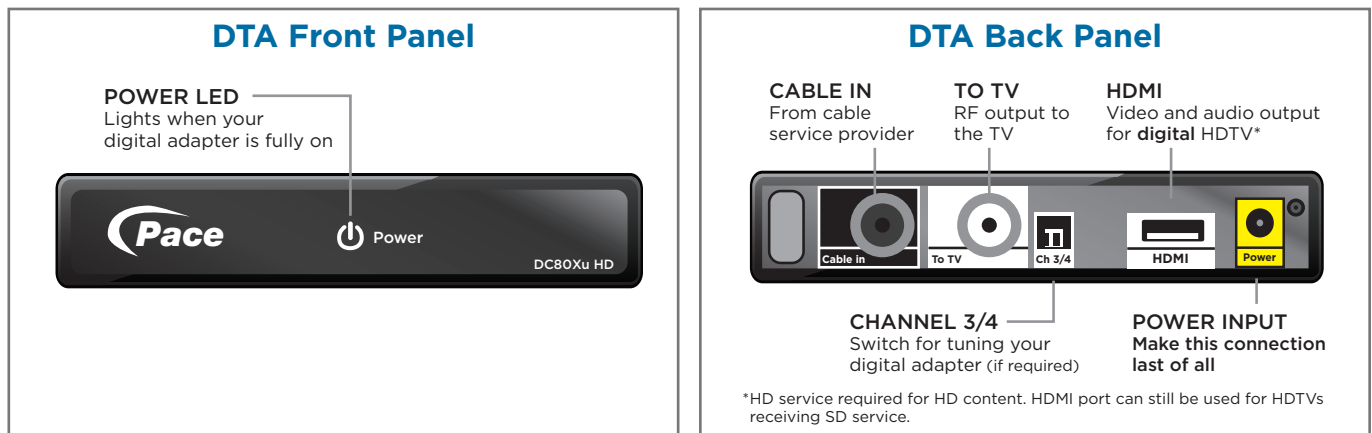 DTA Front Panel
POWER LED
Lights when your
digital adapter is fully on
Pace
Power
DC80Xu HD
DTA Back Panel
CABLE IN
From cable
service provider
TO TV
RF output to
the TV
HDMI
Video and audio output
for digital HDTV*
Cable in
To TV
Ch 3/4
HDMI
Power
CHANNEL 3/4
Switch for tuning your
digital adapter (if required)
POWER INPUT
Make this connection
last of all
*HD service required for HD content. HDMI port can still be used for HDTVs
receiving SD service.